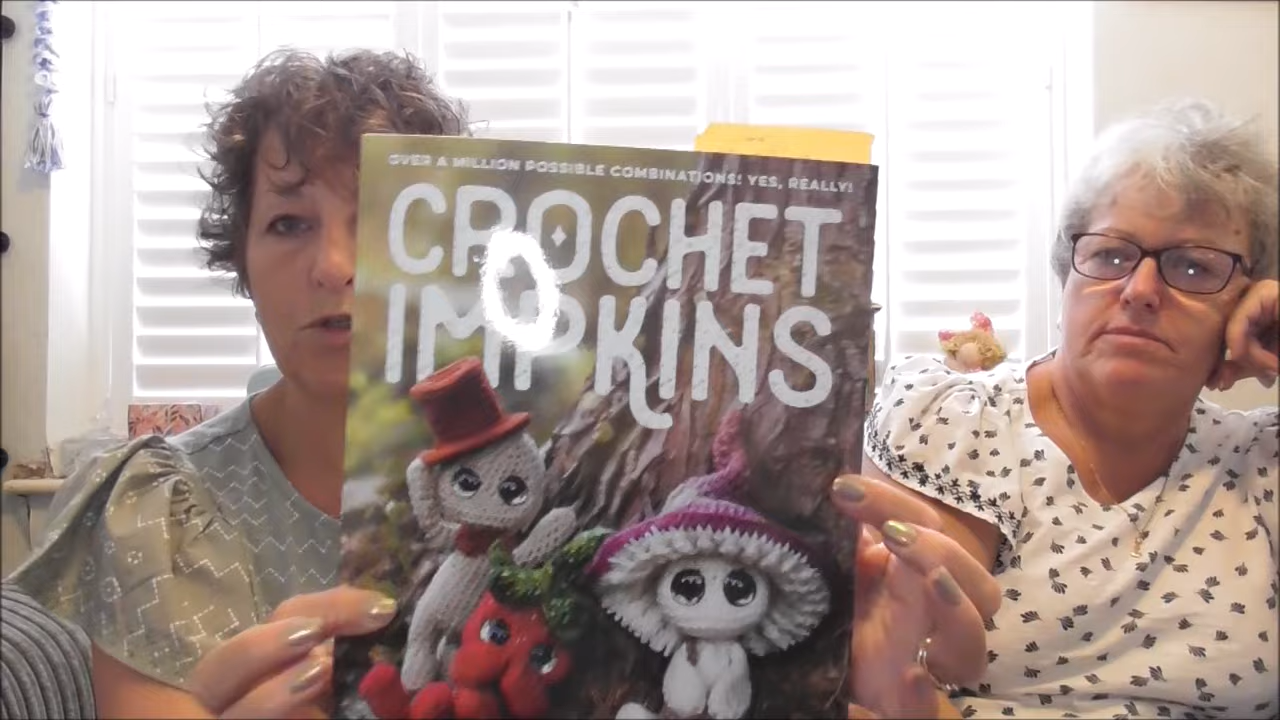 OVER A MILLION POSSIBLE COMBINATIONS! YES, REALLY!
CROCHET
IMPKINS